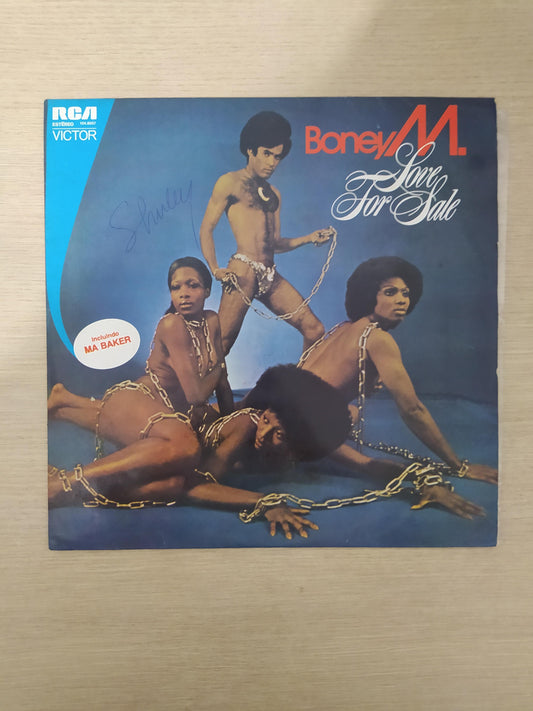 RCA
ESTÉREO
VICTOR
Boney M.
Love
For Sale
Shirley
Incluindo
MA BAKER